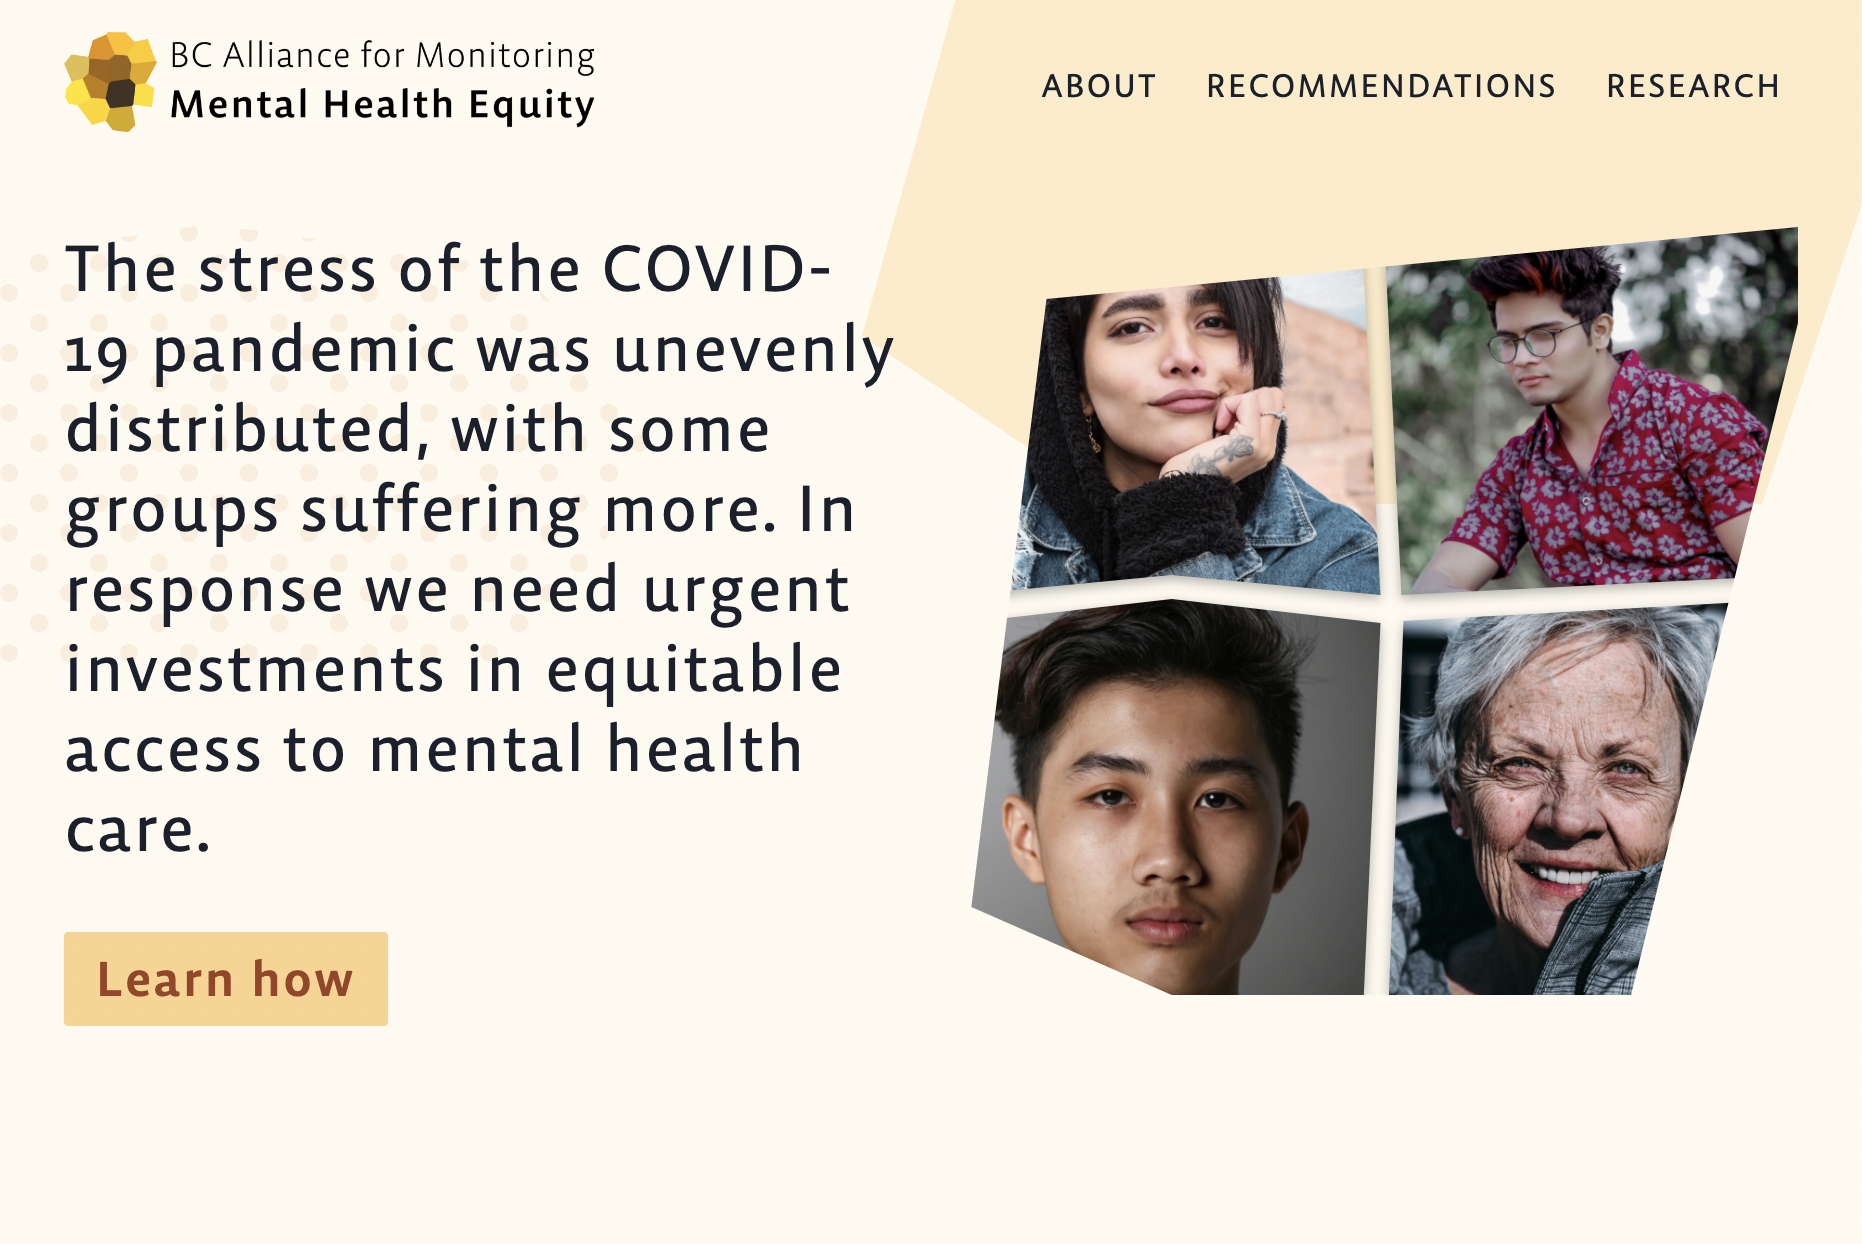 BC Alliance for Monitoring
Mental Health Equity
ABOUT RECOMMENDATIONS RESEARCH
The stress of the COVID-
19 pandemic was unevenly
distributed, with some
groups suffering more. In
response we need urgent
investments in equitable
access to mental health
care.
Learn how